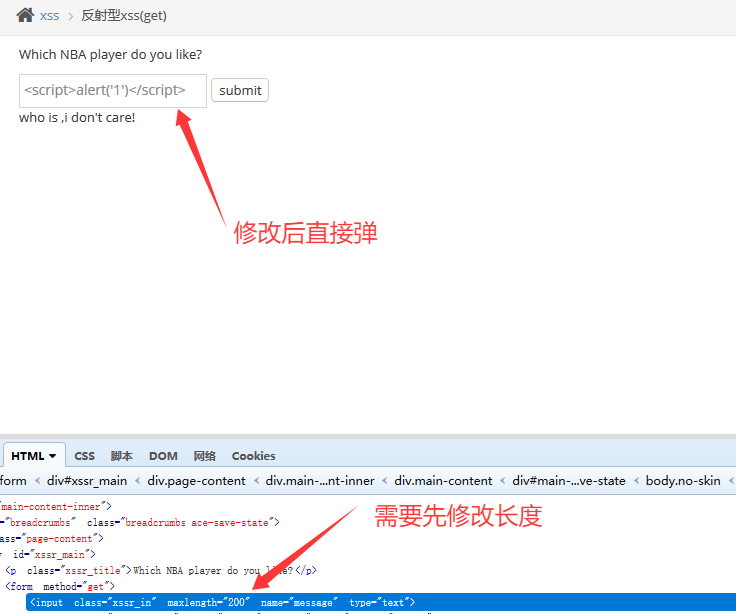 xss > 反射型xss(get)
Which NBA player do you like?
<script>alert('1')</script> submit
who is ,i don't care!
修改后直接弹
HTML CSS 脚本 DOM 网络 Cookies
form < div#xssr_main < div.page-content < div.main-...nt-inner < div.main-content < div#main-...ve-state < body.no-skin <
"main-content-inner">
="breadcrumbs" class="breadcrumbs ace-save-state">
需要先修改长度
ass="page-content">
id="xssr_main">
<p class="xssr_title">Which NBA player do you like?</p>
<form method="get">
<input class="xssr_in" maxlength="200" name="message" type="text">